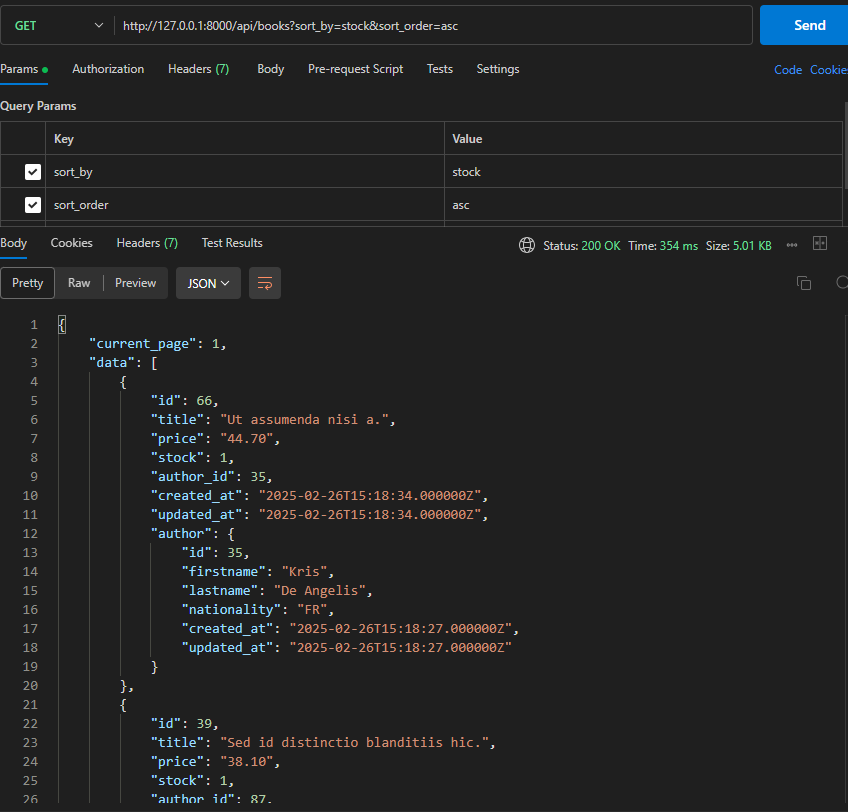 GET http://127.0.0.1:8000/api/books?sort_by=stock&sort_order=asc Send
Params Authorization Headers (7) Body Pre-request Script Tests Settings Code Cookie
Query Params
Key Value
sort_by stock
sort_order asc
Body Cookies Headers (7) Test Results Status: 200 OK Time: 354 ms Size: 5.01 KB
Pretty Raw Preview JSON
1 {
2 "current_page": 1,
3 "data": [
4 {
5 "id": 66,
6 "title": "Ut assumenda nisi a.",
7 "price": "44.70",
8 "stock": 1,
9 "author_id": 35,
10 "created_at": "2025-02-26T15:18:34.000000Z",
11 "updated_at": "2025-02-26T15:18:34.000000Z",
12 "author": {
13 "id": 35,
14 "firstname": "Kris",
15 "lastname": "De Angelis",
16 "nationality": "FR",
17 "created_at": "2025-02-26T15:18:27.000000Z",
18 "updated_at": "2025-02-26T15:18:27.000000Z"
19 }
20 },
21 {
22 "id": 39,
23 "title": "Sed id distinctio blanditiis hic.",
24 "price": "38.10",
25 "stock": 1,
26 "author_id": 87,